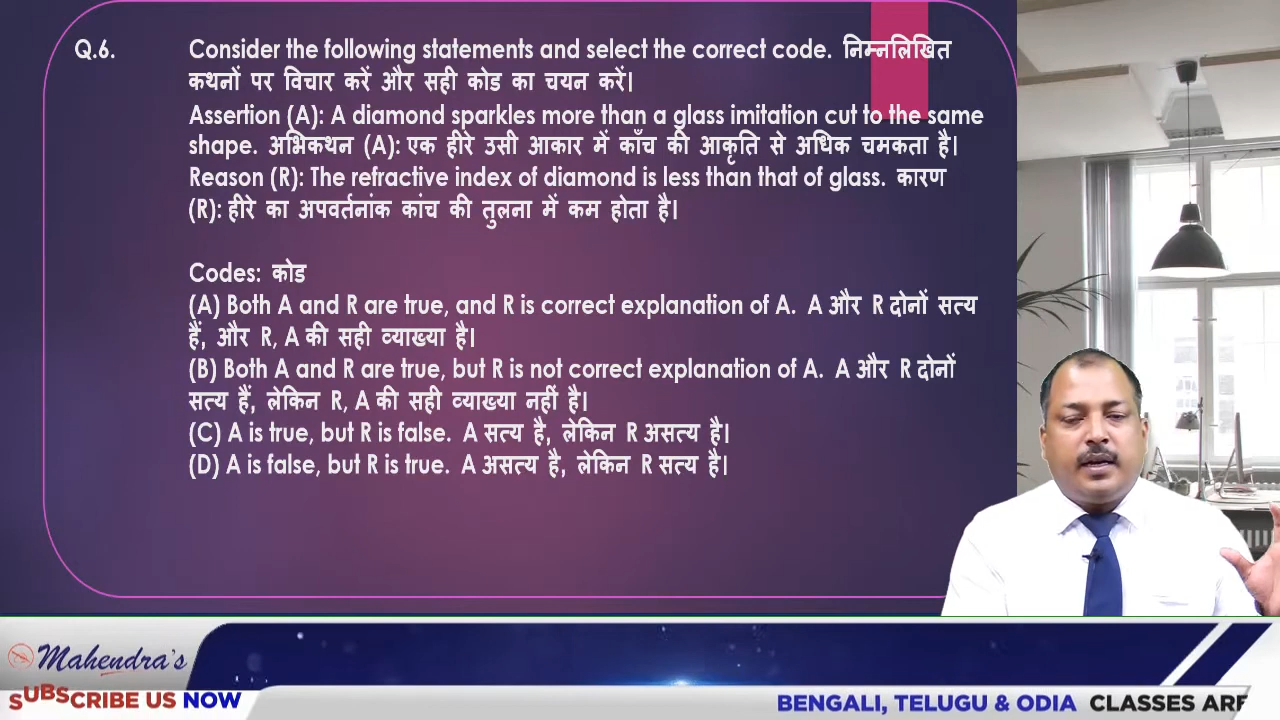 Q.6. Consider the following statements and select the correct code. निम्नलिखित
कथनों पर विचार करें और सही कोड का चयन करें।
Assertion (A): A diamond sparkles more than a glass imitation cut to the same
shape. अभिकथन (A): एक हीरे उसी आकार में काँच की आकृति से अधिक चमकता है।
Reason (R): The refractive index of diamond is less than that of glass. कारण
(R): हीरे का अपवर्तनांक कांच की तुलना में कम होता है।
Codes: कोड
(A) Both A and R are true, and R is correct explanation of A. A और R दोनों सत्य
हैं, और R, A की सही व्याख्या है।
(B) Both A and R are true, but R is not correct explanation of A. A और R दोनों
सत्य हैं, लेकिन R, A की सही व्याख्या नहीं है।
(C) A is true, but R is false. A सत्य है, लेकिन R असत्य है।
(D) A is false, but R is true. A असत्य है, लेकिन R सत्य है।
Mahendra's
SUBSCRIBE US NOW
BENGALI, TELUGU & ODIA CLASSES ARE